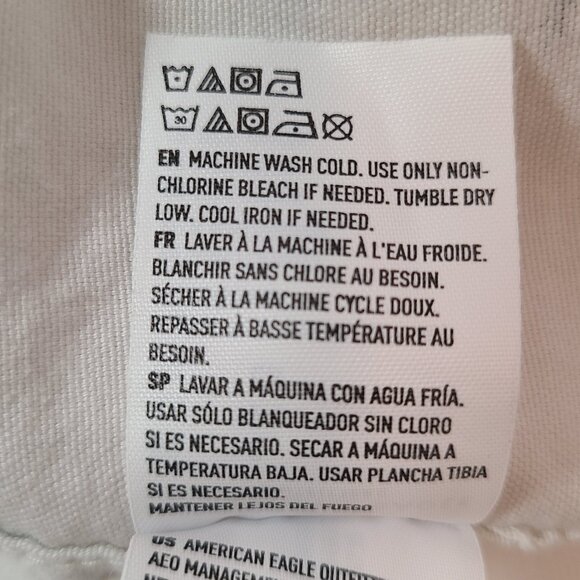 30
EN MACHINE WASH COLD. USE ONLY NON-
CHLORINE BLEACH IF NEEDED. TUMBLE DRY
LOW. COOL IRON IF NEEDED.
FR LAVER À LA MACHINE À L'EAU FROIDE.
BLANCHIR SANS CHLORE AU BESOIN.
SÉCHER À LA MACHINE CYCLE DOUX.
REPASSER À BASSE TEMPÉRATURE AU
BESOIN.
SP LAVAR A MÁQUINA CON AGUA FRÍA.
USAR SÓLO BLANQUEADOR SIN CLORO
SI ES NECESARIO. SECAR A MÁQUINA A
TEMPERATURA BAJA. USAR PLANCHA TIBIA
SI ES NECESARIO.
MANTENER LEJOS DEL FUEGO
US AMERICAN EAGLE
AEO